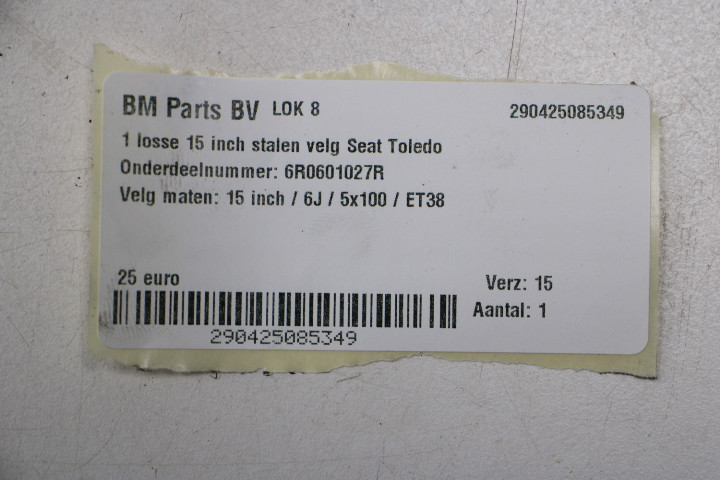 BM Parts BV LOK 8 290425085349
1 losse 15 inch stalen velg Seat Toledo
Onderdeelnummer: 6R0601027R
Velg maten: 15 inch / 6J / 5x100 / ET38
25 euro Verz: 15
Aantal: 1
290425085349